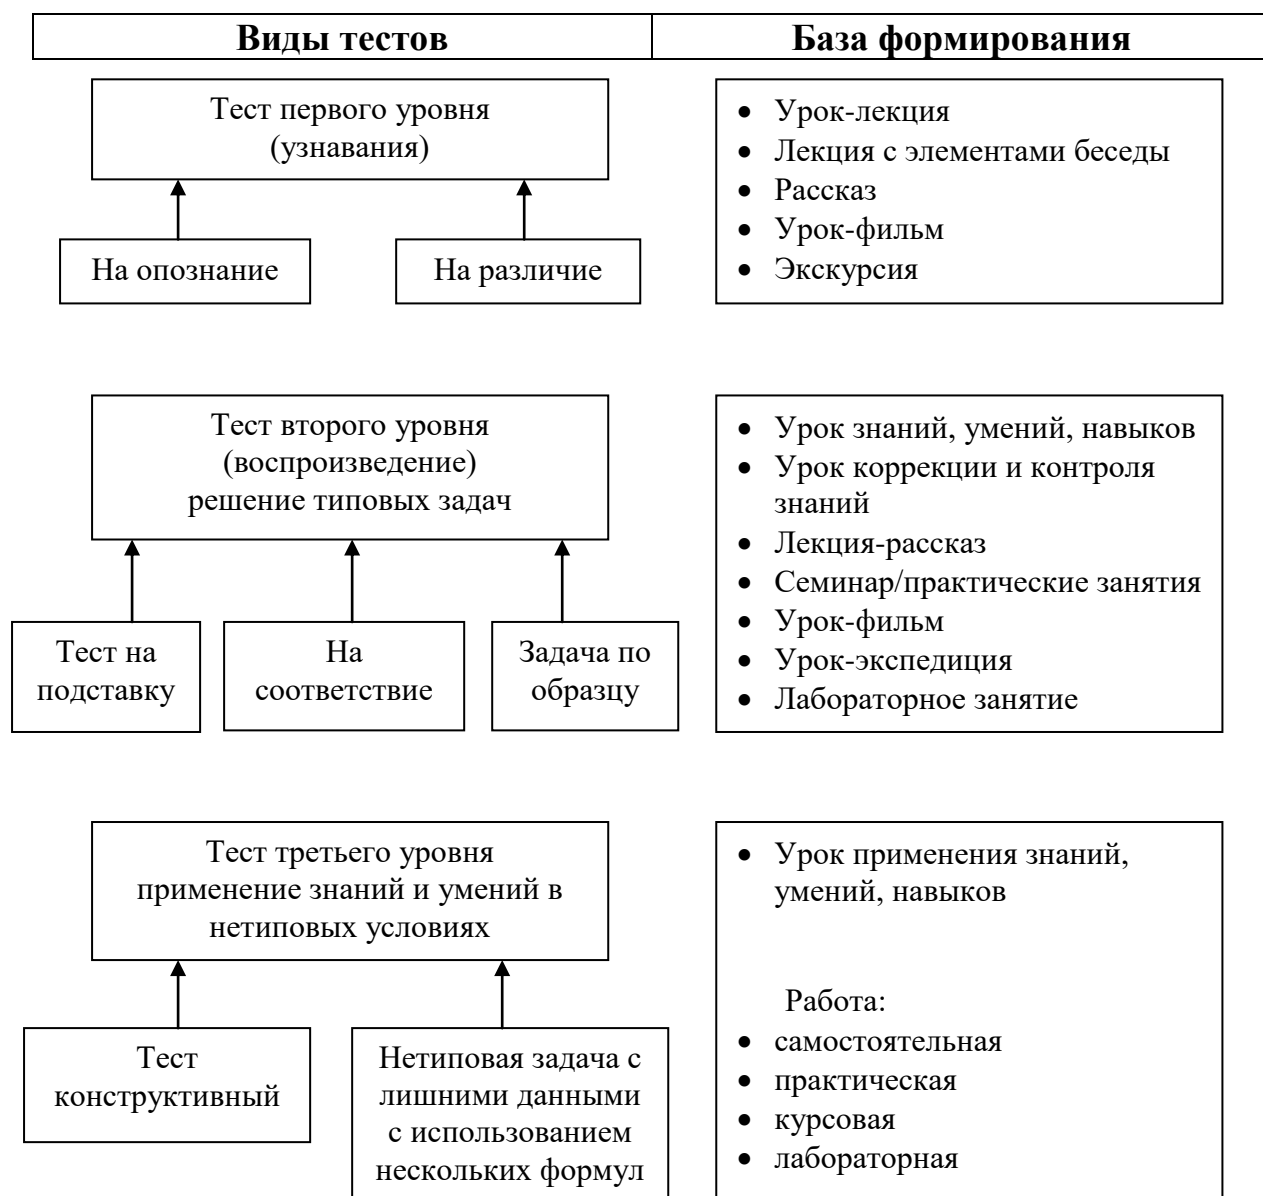 Виды тестов
База формирования
Тест первого уровня
(узнавания)
На опознание
На различие
• Урок-лекция
• Лекция с элементами беседы
• Рассказ
• Урок-фильм
• Экскурсия
Тест второго уровня
(воспроизведение)
решение типовых задач
Тест на
подставку
На
соответствие
Задача по
образцу
• Урок знаний, умений, навыков
• Урок коррекции и контроля
знаний
• Лекция-рассказ
• Семинар/практические занятия
• Урок-фильм
• Урок-экспедиция
• Лабораторное занятие
Тест третьего уровня
применение знаний и умений в
нетиповых условиях
Тест
конструктивный
Нетиповая задача с
лишними данными
с использованием
нескольких формул
• Урок применения знаний,
умений, навыков
Работа:
• самостоятельная
• практическая
• курсовая
• лабораторная